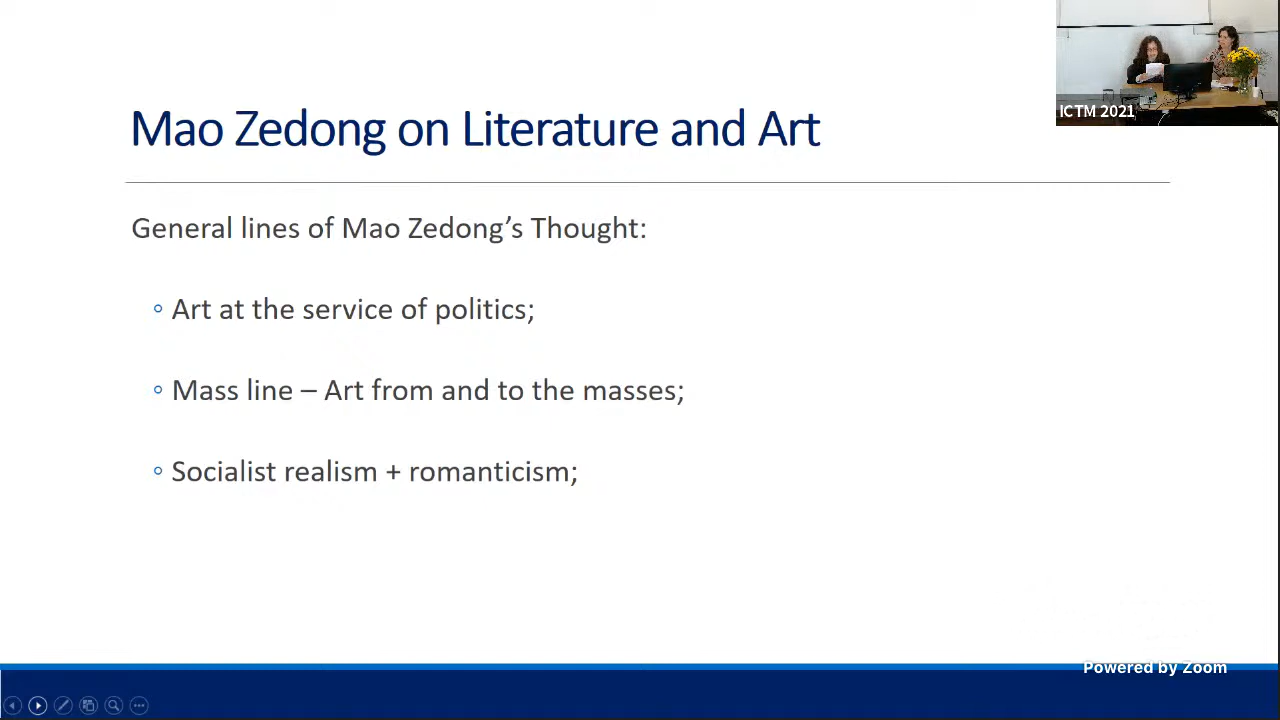 ICTM 2021
Mao Zedong on Literature and Art
General lines of Mao Zedong’s Thought:
◦ Art at the service of politics;
◦ Mass line – Art from and to the masses;
◦ Socialist realism + romanticism;
Powered by Zoom